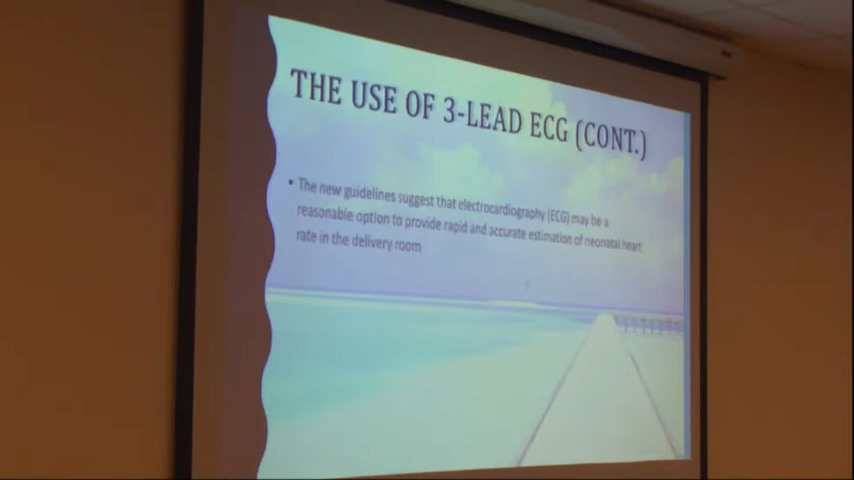 THE USE OF 3-LEAD ECG (CONT.)
• The new guidelines suggest that electrocardiography (ECG) may be a
reasonable option to provide rapid and accurate estimation of neonatal heart
rate in the delivery room